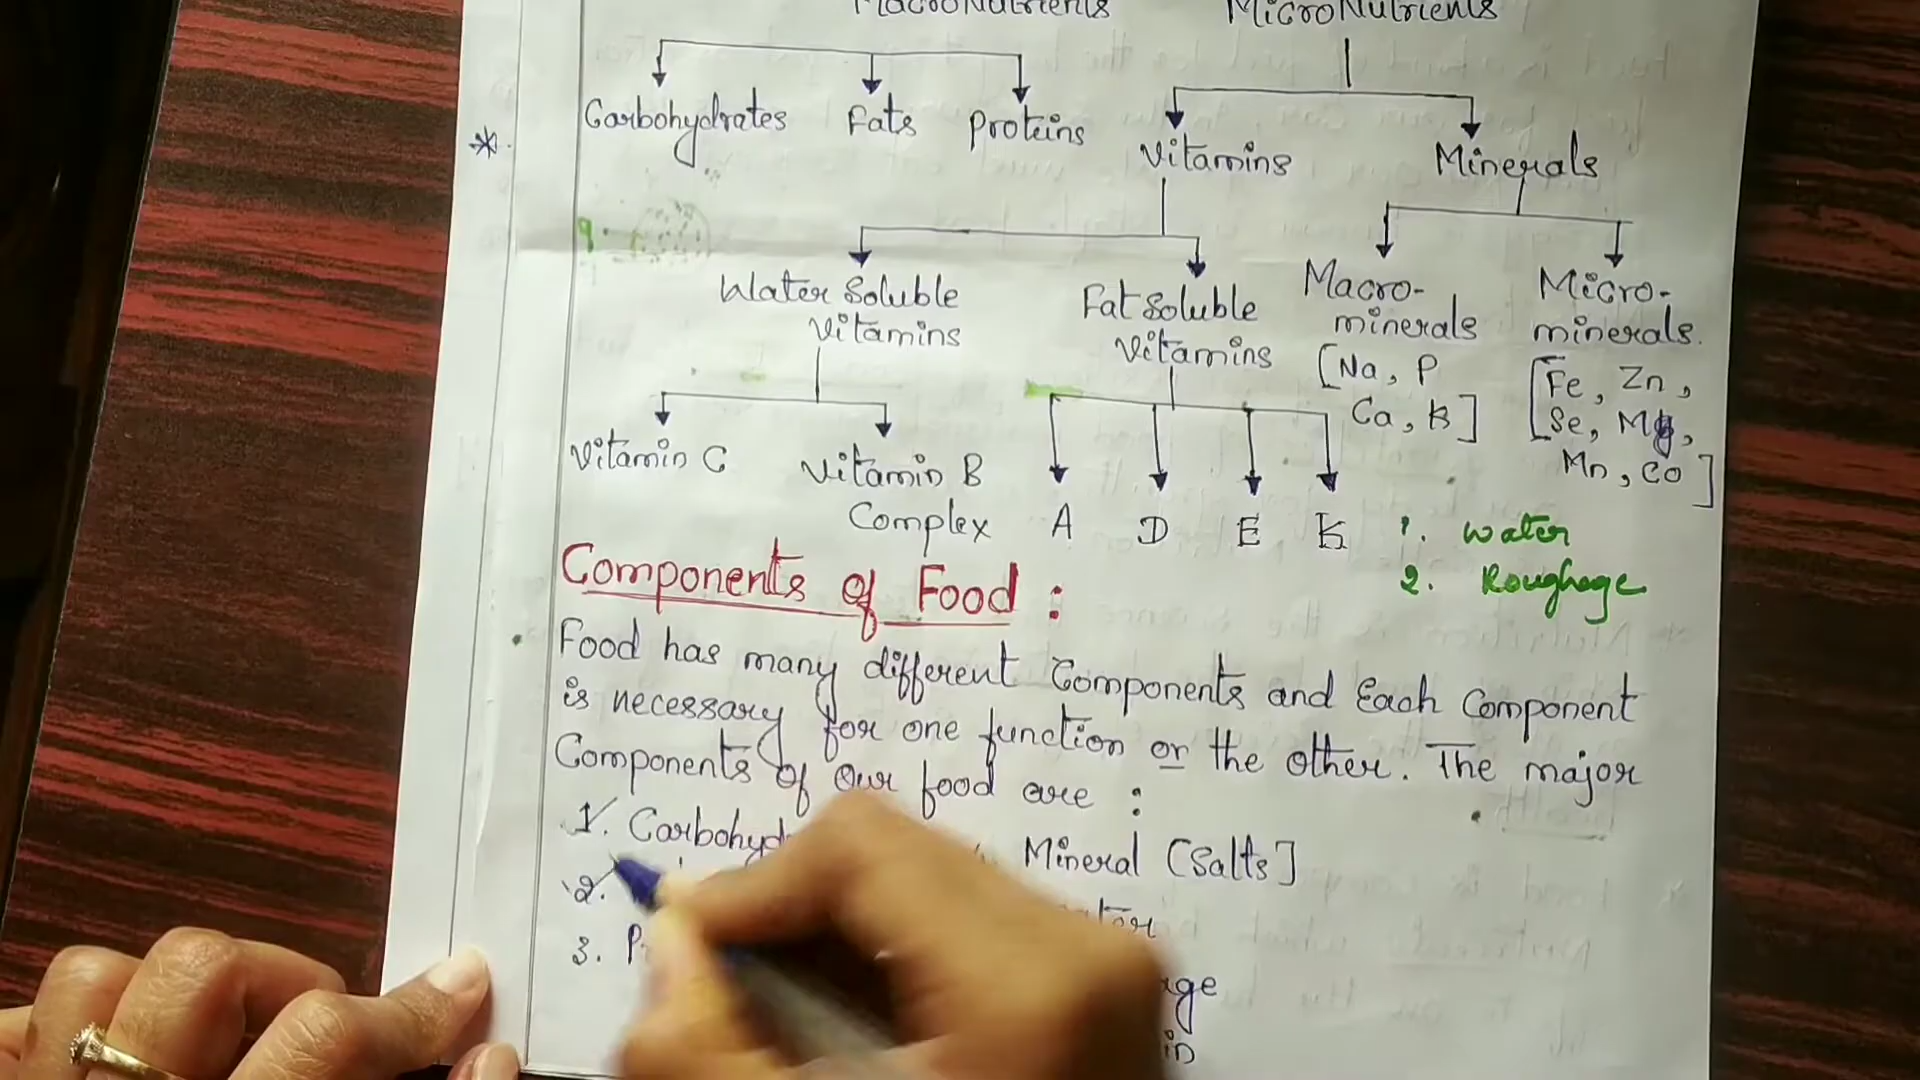 MacroNutrients MicroNutrients
Carbohydrates Fats Proteins
Vitamins Minerals
Water Soluble Vitamins
Fat Soluble Vitamins
Macro-minerals
[Na, P
Ca, K]
Micro-minerals.
[Fe, Zn,
Se, Mg,
Mn, Co]
Vitamin C
Vitamin B
Complex
A D E K
1. Water
2. Roughage
Components of Food :
Food has many different Components and Each Component
is necessary for one function or the other. The major
Components of Our food are :
1. Mineral [Salts]
2.
3.